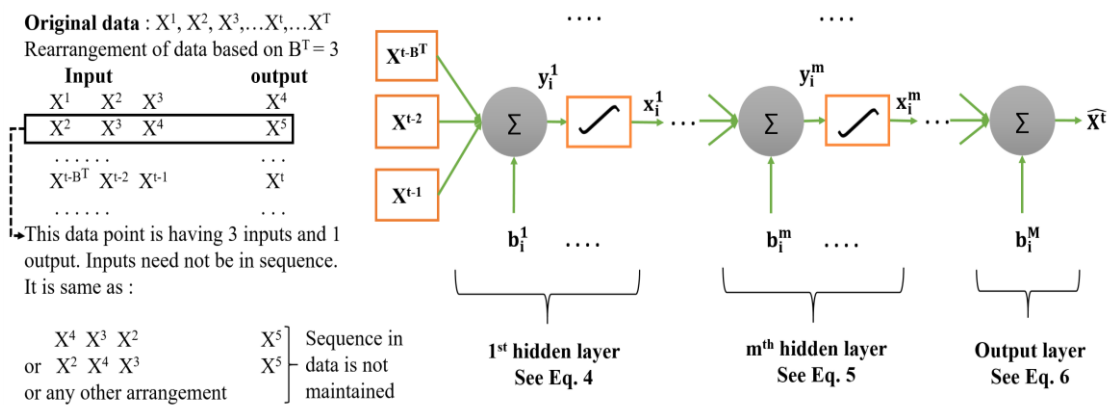 Original data : X¹, X², X³,...Xᵗ,...Xᵀ
Rearrangement of data based on Bᵀ = 3
Input output
X¹ X² X³ X⁴
X² X³ X⁴ X⁵
...... ...
Xᵗ⁻ᴮᵀ Xᵗ⁻² Xᵗ⁻¹ Xᵗ
...... ...
This data point is having 3 inputs and 1
output. Inputs need not be in sequence.
It is same as :
X⁴ X³ X² X⁵
or X² X⁴ X³ X⁵
or any other arrangement
Sequence in
data is not
maintained
....
....
Xᵗ⁻ᴮᵀ
Xᵗ⁻²
Xᵗ⁻¹
Σ
yᵢ¹
xᵢ¹
...
bᵢ¹
....
Σ
yᵢᵐ
xᵢᵐ
...
bᵢᵐ
....
Σ
X̂ᵗ
bᵢᴹ
1ˢᵗ hidden layer
See Eq. 4
mᵗʰ hidden layer
See Eq. 5
Output layer
See Eq. 6